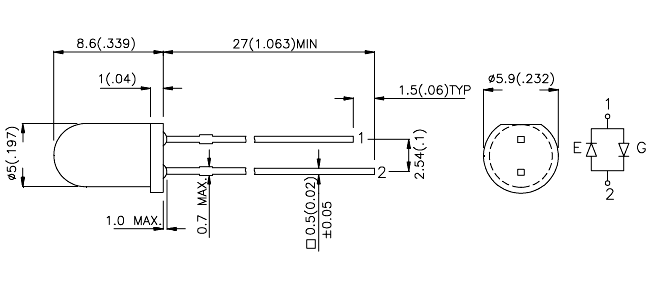 8.6(.339)
27(1.063)MIN
1(.04)
1.5(.06)TYP
ø5.9(.232)
ø5(.197)
1
2
2.54(.1)
1.0 MAX.
0.7 MAX.
□0.5(0.02)
±0.05
1
E
G
2